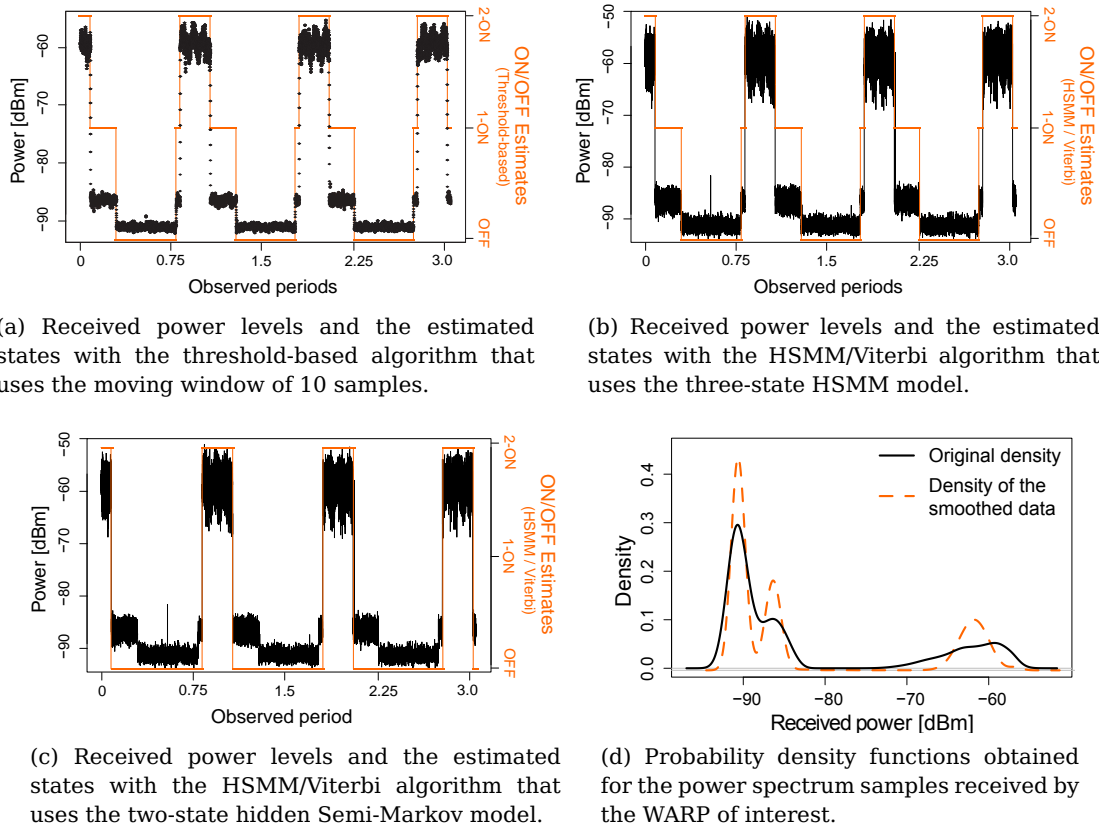 −60
−70
−80
−90
Power [dBm]
0
0.75
1.5
2.25
3.0
Observed periods
2-ON
1-ON
OFF
ON/OFF Estimates
(Threshold-based)
(a) Received power levels and the estimated
states with the threshold-based algorithm that
uses the moving window of 10 samples.
−50
−60
−70
−80
−90
Power [dBm]
0
0.75
1.5
2.25
3.0
Observed periods
2-ON
1-ON
OFF
ON/OFF Estimates
(HSMM / Viterbi)
(b) Received power levels and the estimated
states with the HSMM/Viterbi algorithm that
uses the three-state HSMM model.
−50
−60
−70
−80
−90
Power [dBm]
0
0.75
1.5
2.25
3.0
Observed period
2-ON
1-ON
OFF
ON/OFF Estimates
(HSMM / Viterbi)
(c) Received power levels and the estimated
states with the HSMM/Viterbi algorithm that
uses the two-state hidden Semi-Markov model.
Original density
Density of the
smoothed data
0.4
0.3
0.2
0.1
0.0
Density
−90
−80
−70
−60
Received power [dBm]
(d) Probability density functions obtained
for the power spectrum samples received by
the WARP of interest.